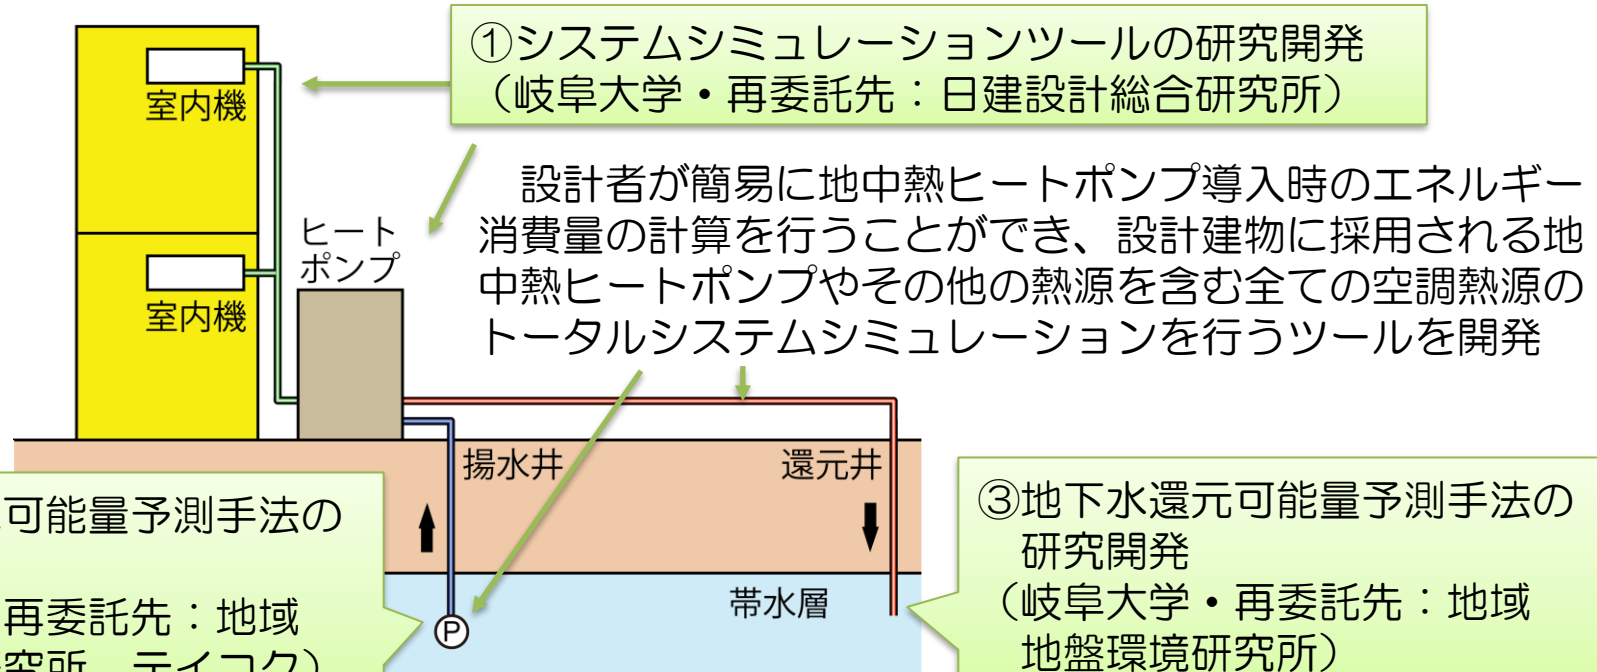 ①システムシミュレーションツールの研究開発
（岐阜大学・再委託先：日建設計総合研究所）
室内機
設計者が簡易に地中熱ヒートポンプ導入時のエネルギー
消費量の計算を行うことができ、設計建物に採用される地
中熱ヒートポンプやその他の熱源を含む全ての空調熱源の
トータルシステムシミュレーションを行うツールを開発
ヒート
ポンプ
室内機
揚水井
還元井
可能量予測手法の
再委託先：地域
究所、テイコク）
P
帯水層
③地下水還元可能量予測手法の
研究開発
（岐阜大学・再委託先：地域
地盤環境研究所）